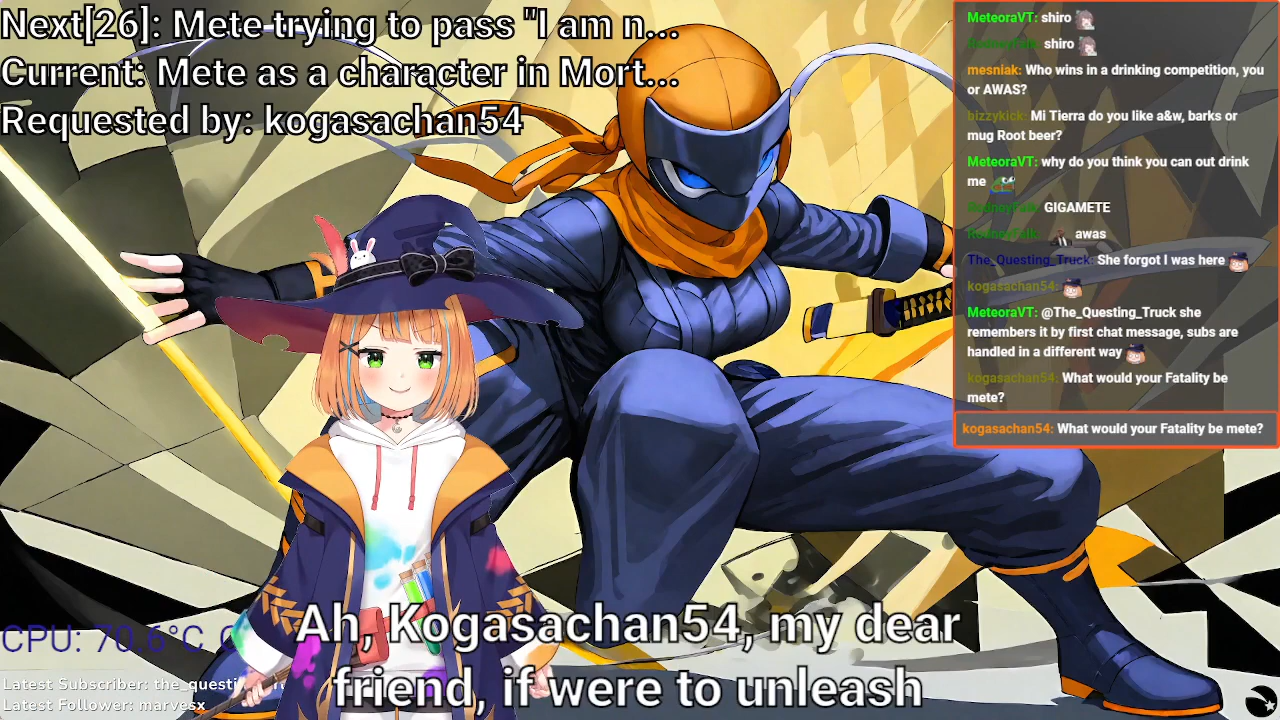 Next[26]: Mete trying to pass "I am n...
Current: Mete as a character in Mort...
Requested by: kogasachan54
MeteoraVT: shiro
shiro
mesniak: Who wins in a drinking competition, you
or AWAS?
bizzykick: Mi Tierra do you like a&w, barks or
mug Root beer?
MeteoraVT: why do you think you can out drink
me
GIGAMETE
awas
The_Questing_Truck: She forgot I was here
kogasachan54:
MeteoraVT: @The_Questing_Truck she
remembers it by first chat message, subs are
handled in a different way
kogasachan54: What would your Fatality be
mete?
kogasachan54: What would your Fatality be mete?
Ah, Kogasachan54, my dear
friend, if were to unleash
CPU: 70.6°C
Latest Subscriber: the_questi
Latest Follower: